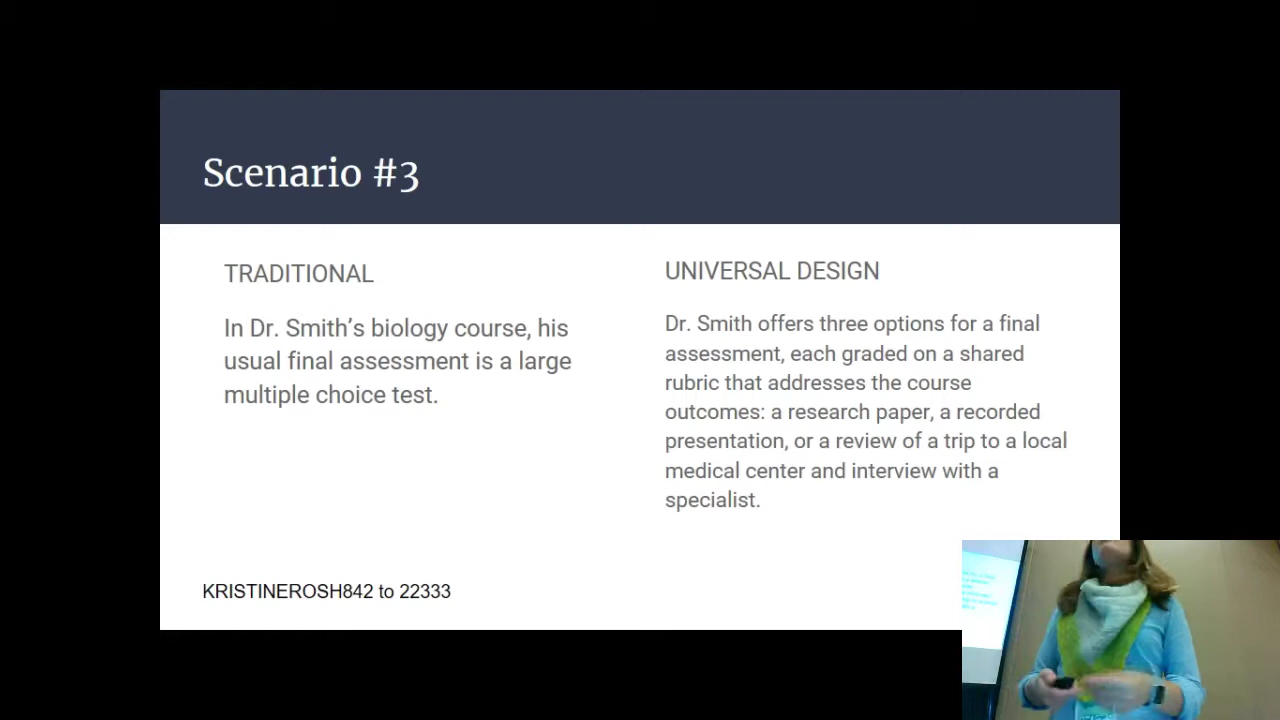 Scenario #3
TRADITIONAL
In Dr. Smith’s biology course, his
usual final assessment is a large
multiple choice test.
UNIVERSAL DESIGN
Dr. Smith offers three options for a final
assessment, each graded on a shared
rubric that addresses the course
outcomes: a research paper, a recorded
presentation, or a review of a trip to a local
medical center and interview with a
specialist.
KRISTINEROSH842 to 22333